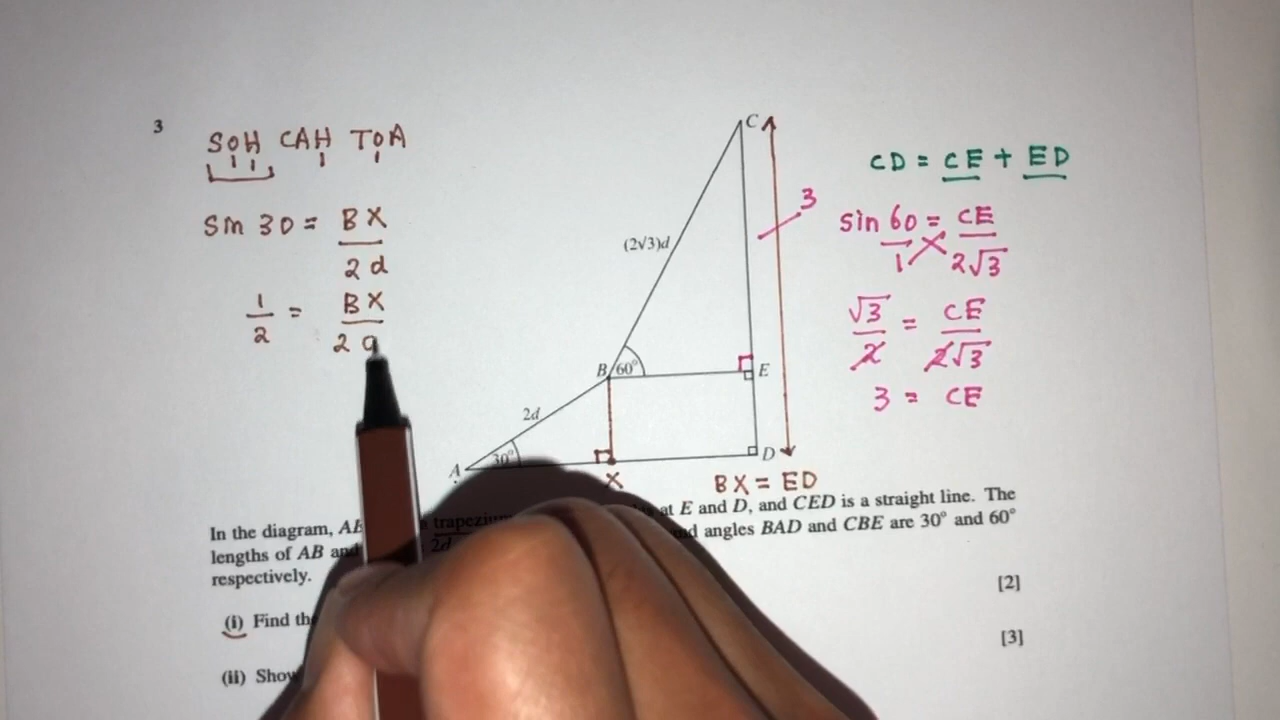 3
SOH CAH TOA
sin 30 = BX
2d
1 = BX
2 2d
C
3
(2√3)d
B 60° E
2d
A 30° D
X BX = ED
CD = CE + ED
sin 60 = CE
1 2√3
√3 = CE
2 2√3
3 = CE
In the diagram, trapezium at E and D, and CED is a straight line. The
lengths of AB and 2d and angles BAD and CBE are 30° and 60°
respectively.
(i) Find [2]
(ii) Show [3]